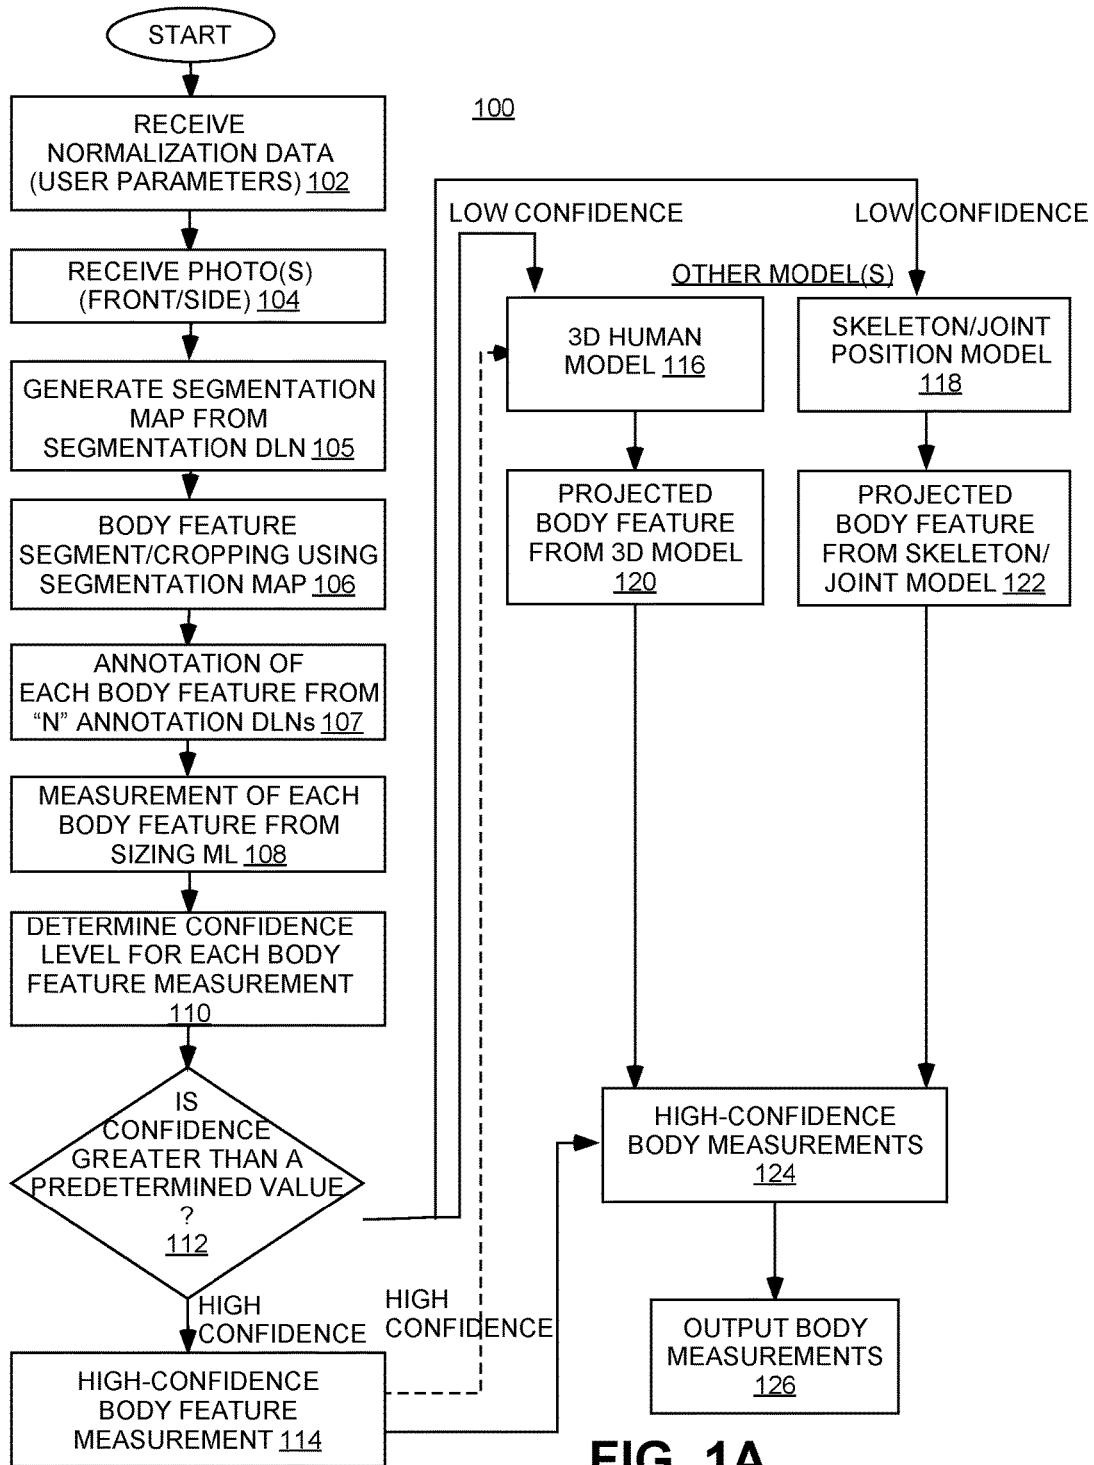 START
RECEIVE
NORMALIZATION DATA
(USER PARAMETERS) 102
RECEIVE PHOTO(S)
(FRONT/SIDE) 104
GENERATE SEGMENTATION
MAP FROM
SEGMENTATION DLN 105
BODY FEATURE
SEGMENT/CROPPING USING
SEGMENTATION MAP 106
ANNOTATION OF
EACH BODY FEATURE FROM
“N” ANNOTATION DLNs 107
MEASUREMENT OF EACH
BODY FEATURE FROM
SIZING ML 108
DETERMINE CONFIDENCE
LEVEL FOR EACH BODY
FEATURE MEASUREMENT
110
IS
CONFIDENCE
GREATER THAN A
PREDETERMINED VALUE
?
112
HIGH
CONFIDENCE
HIGH-CONFIDENCE
BODY FEATURE
MEASUREMENT 114
HIGH
CONFIDENCE
100
LOW CONFIDENCE
LOW CONFIDENCE
OTHER MODEL(S)
3D HUMAN
MODEL 116
SKELETON/JOINT
POSITION MODEL
118
PROJECTED
BODY FEATURE
FROM 3D MODEL
120
PROJECTED
BODY FEATURE
FROM SKELETON/
JOINT MODEL 122
HIGH-CONFIDENCE
BODY MEASUREMENTS
124
OUTPUT BODY
MEASUREMENTS
126
FIG. 1A